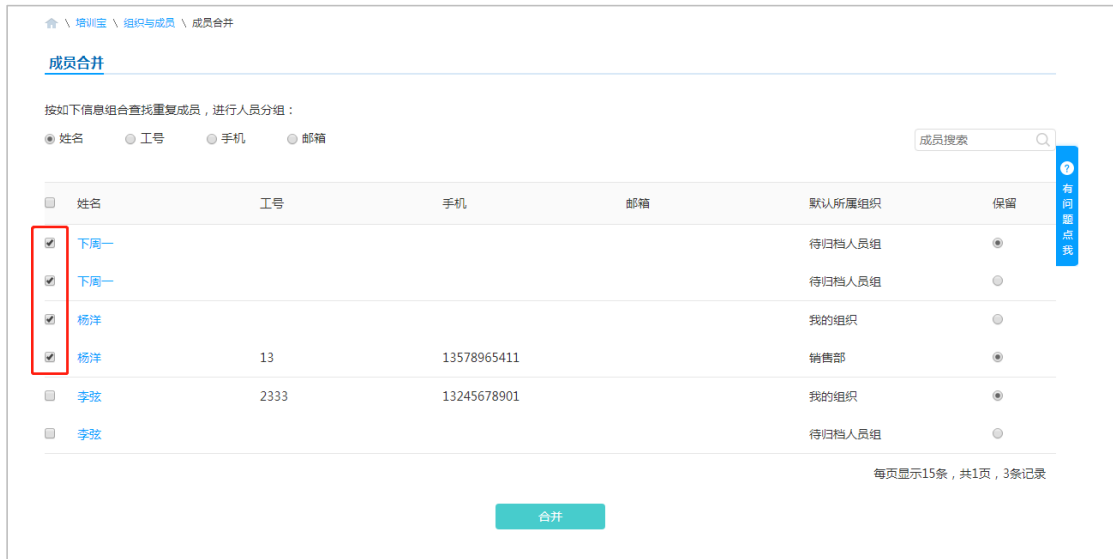 \ 培训宝 \ 组织与成员 \ 成员合并
成员合并
按如下信息组合查找重复成员，进行人员分组：
姓名 工号 手机 邮箱 成员搜索
有问题点我
姓名 工号 手机 邮箱 默认所属组织 保留
下周一 待归档人员组
下周一 待归档人员组
杨洋 我的组织
杨洋 13 13578965411 销售部
李弦 2333 13245678901 我的组织
李弦 待归档人员组
每页显示15条，共1页，3条记录
合并